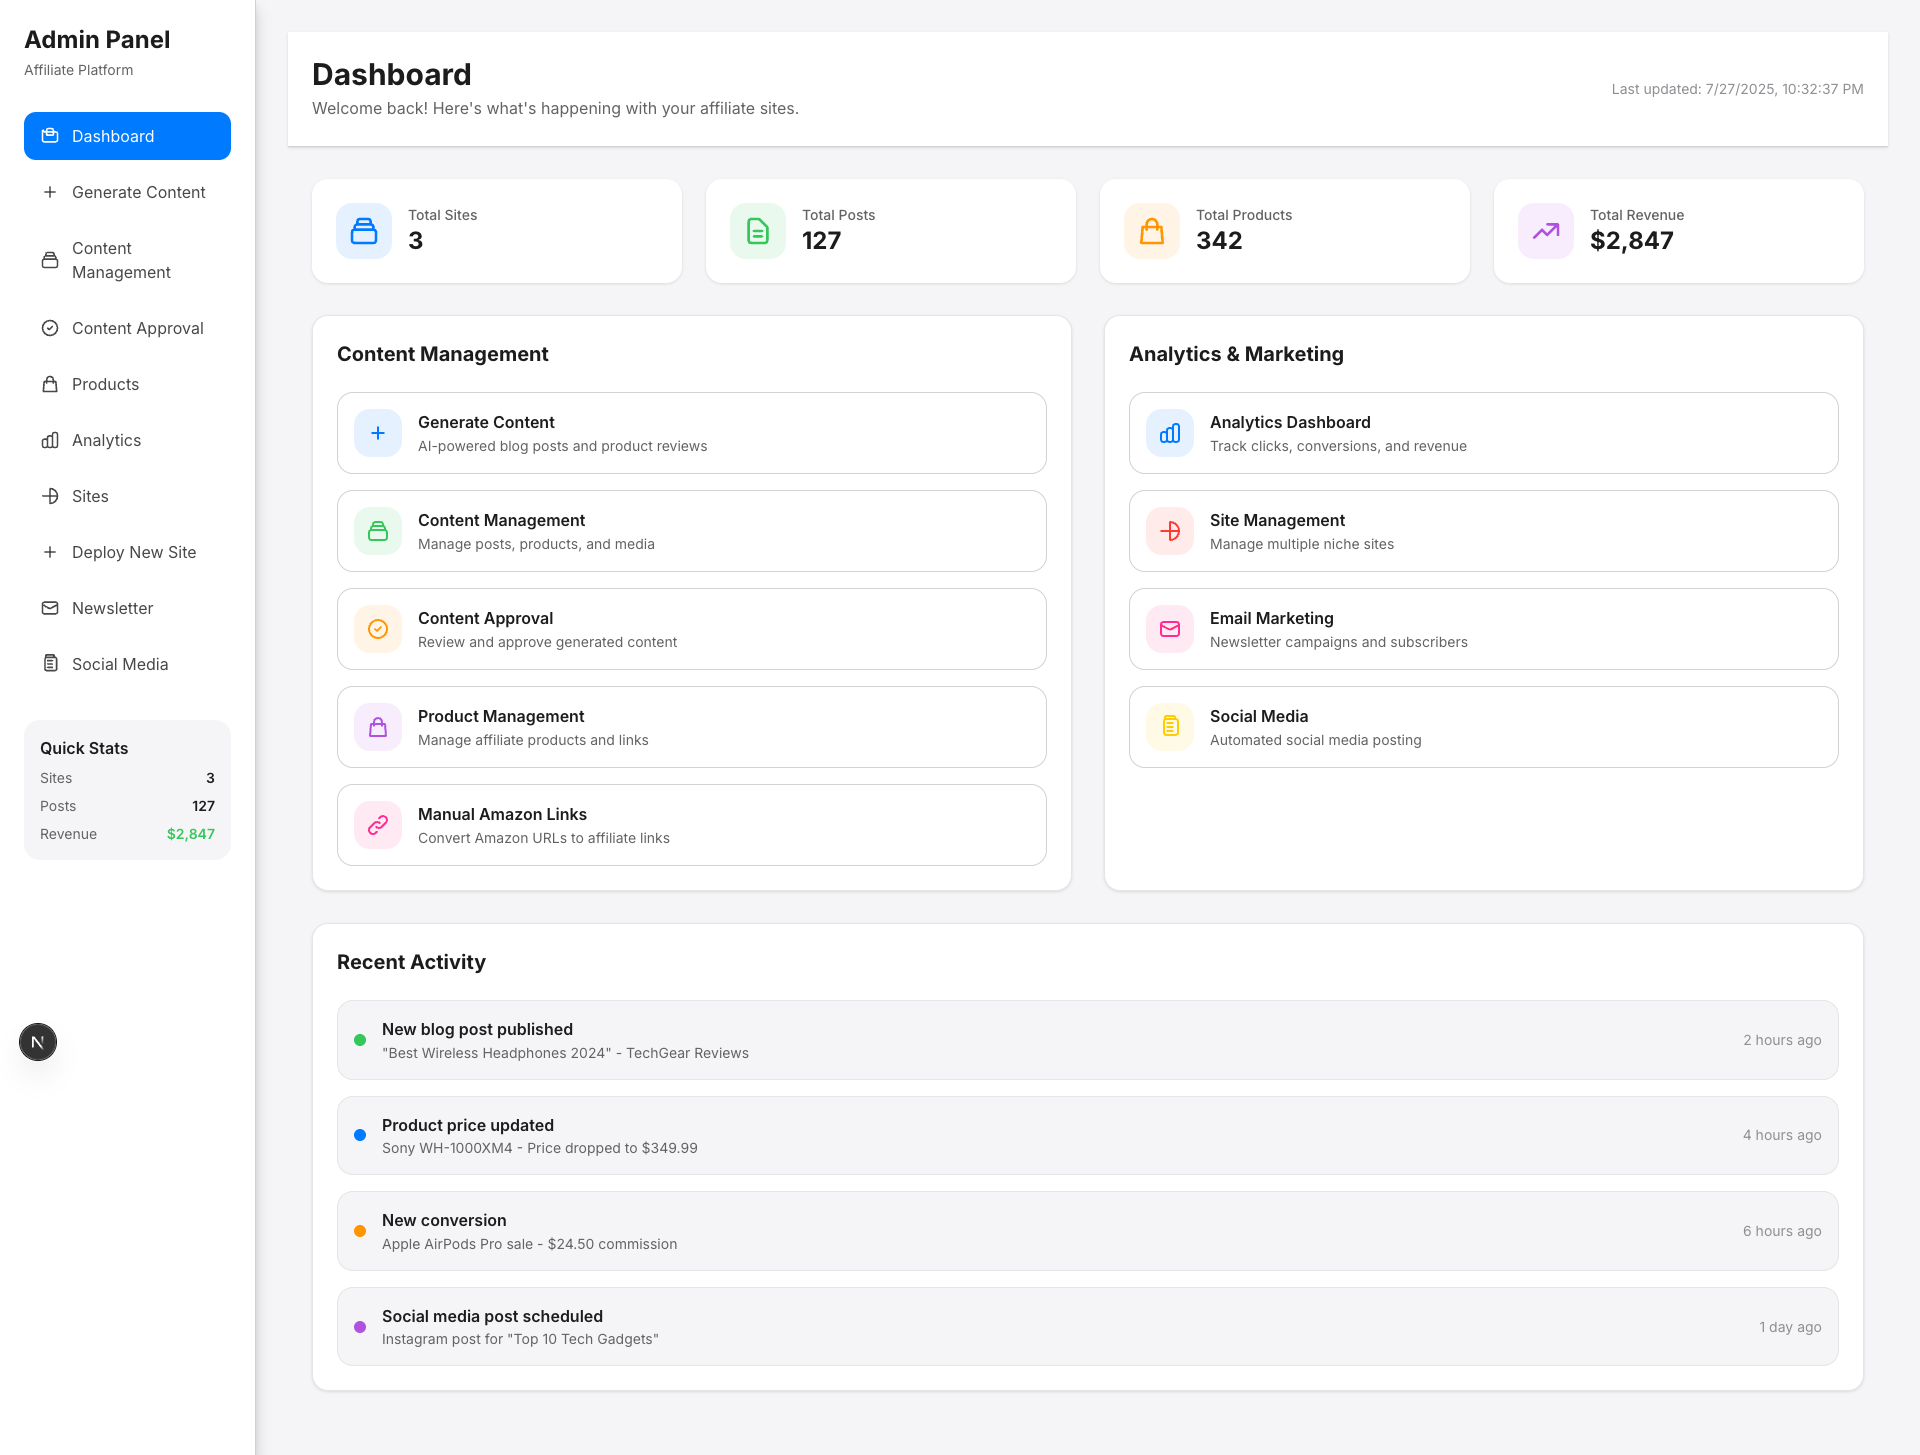 Admin Panel
Affiliate Platform
Dashboard
Generate Content
Content
Management
Content Approval
Products
Analytics
Sites
Deploy New Site
Newsletter
Social Media
Quick Stats
Sites 3
Posts 127
Revenue $2,847
N
Dashboard
Welcome back! Here's what's happening with your affiliate sites.
Last updated: 7/27/2025, 10:32:37 PM
Total Sites
3
Total Posts
127
Total Products
342
Total Revenue
$2,847
Content Management
Generate Content
AI-powered blog posts and product reviews
Content Management
Manage posts, products, and media
Content Approval
Review and approve generated content
Product Management
Manage affiliate products and links
Manual Amazon Links
Convert Amazon URLs to affiliate links
Analytics & Marketing
Analytics Dashboard
Track clicks, conversions, and revenue
Site Management
Manage multiple niche sites
Email Marketing
Newsletter campaigns and subscribers
Social Media
Automated social media posting
Recent Activity
New blog post published
"Best Wireless Headphones 2024" - TechGear Reviews
2 hours ago
Product price updated
Sony WH-1000XM4 - Price dropped to $349.99
4 hours ago
New conversion
Apple AirPods Pro sale - $24.50 commission
6 hours ago
Social media post scheduled
Instagram post for "Top 10 Tech Gadgets"
1 day ago